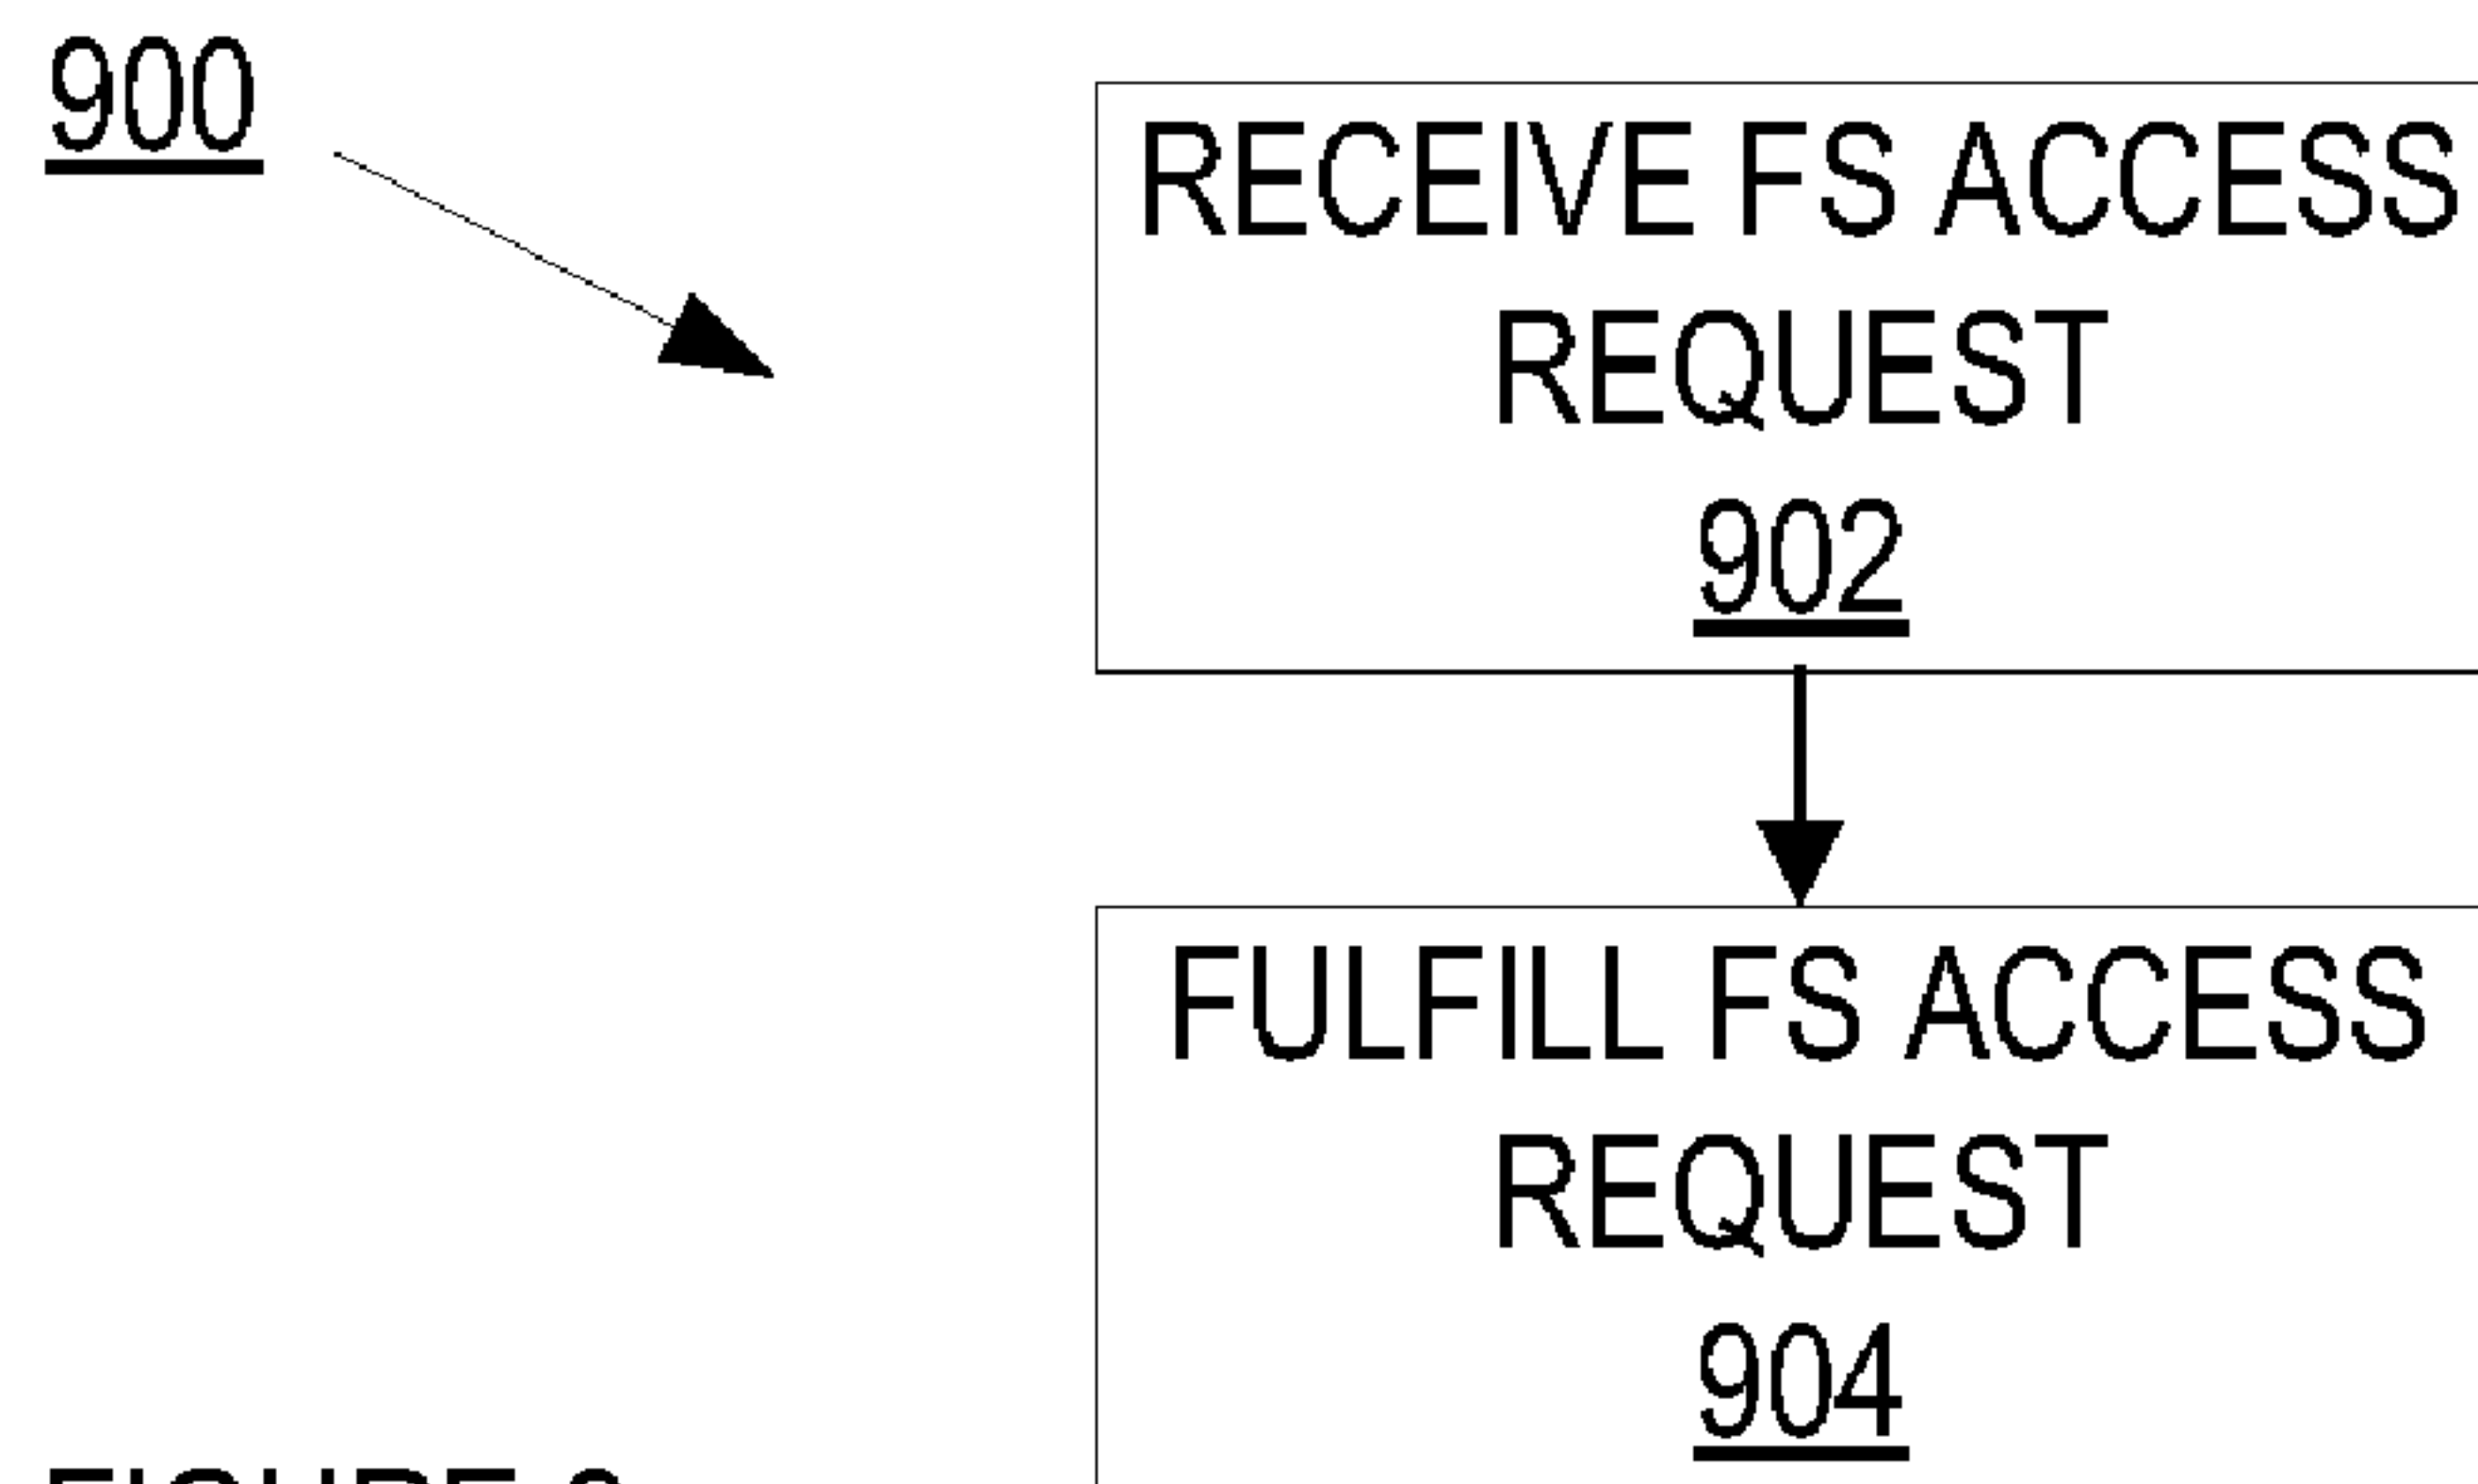 900
RECEIVE FS ACCESS
REQUEST
902
FULFILL FS ACCESS
REQUEST
904